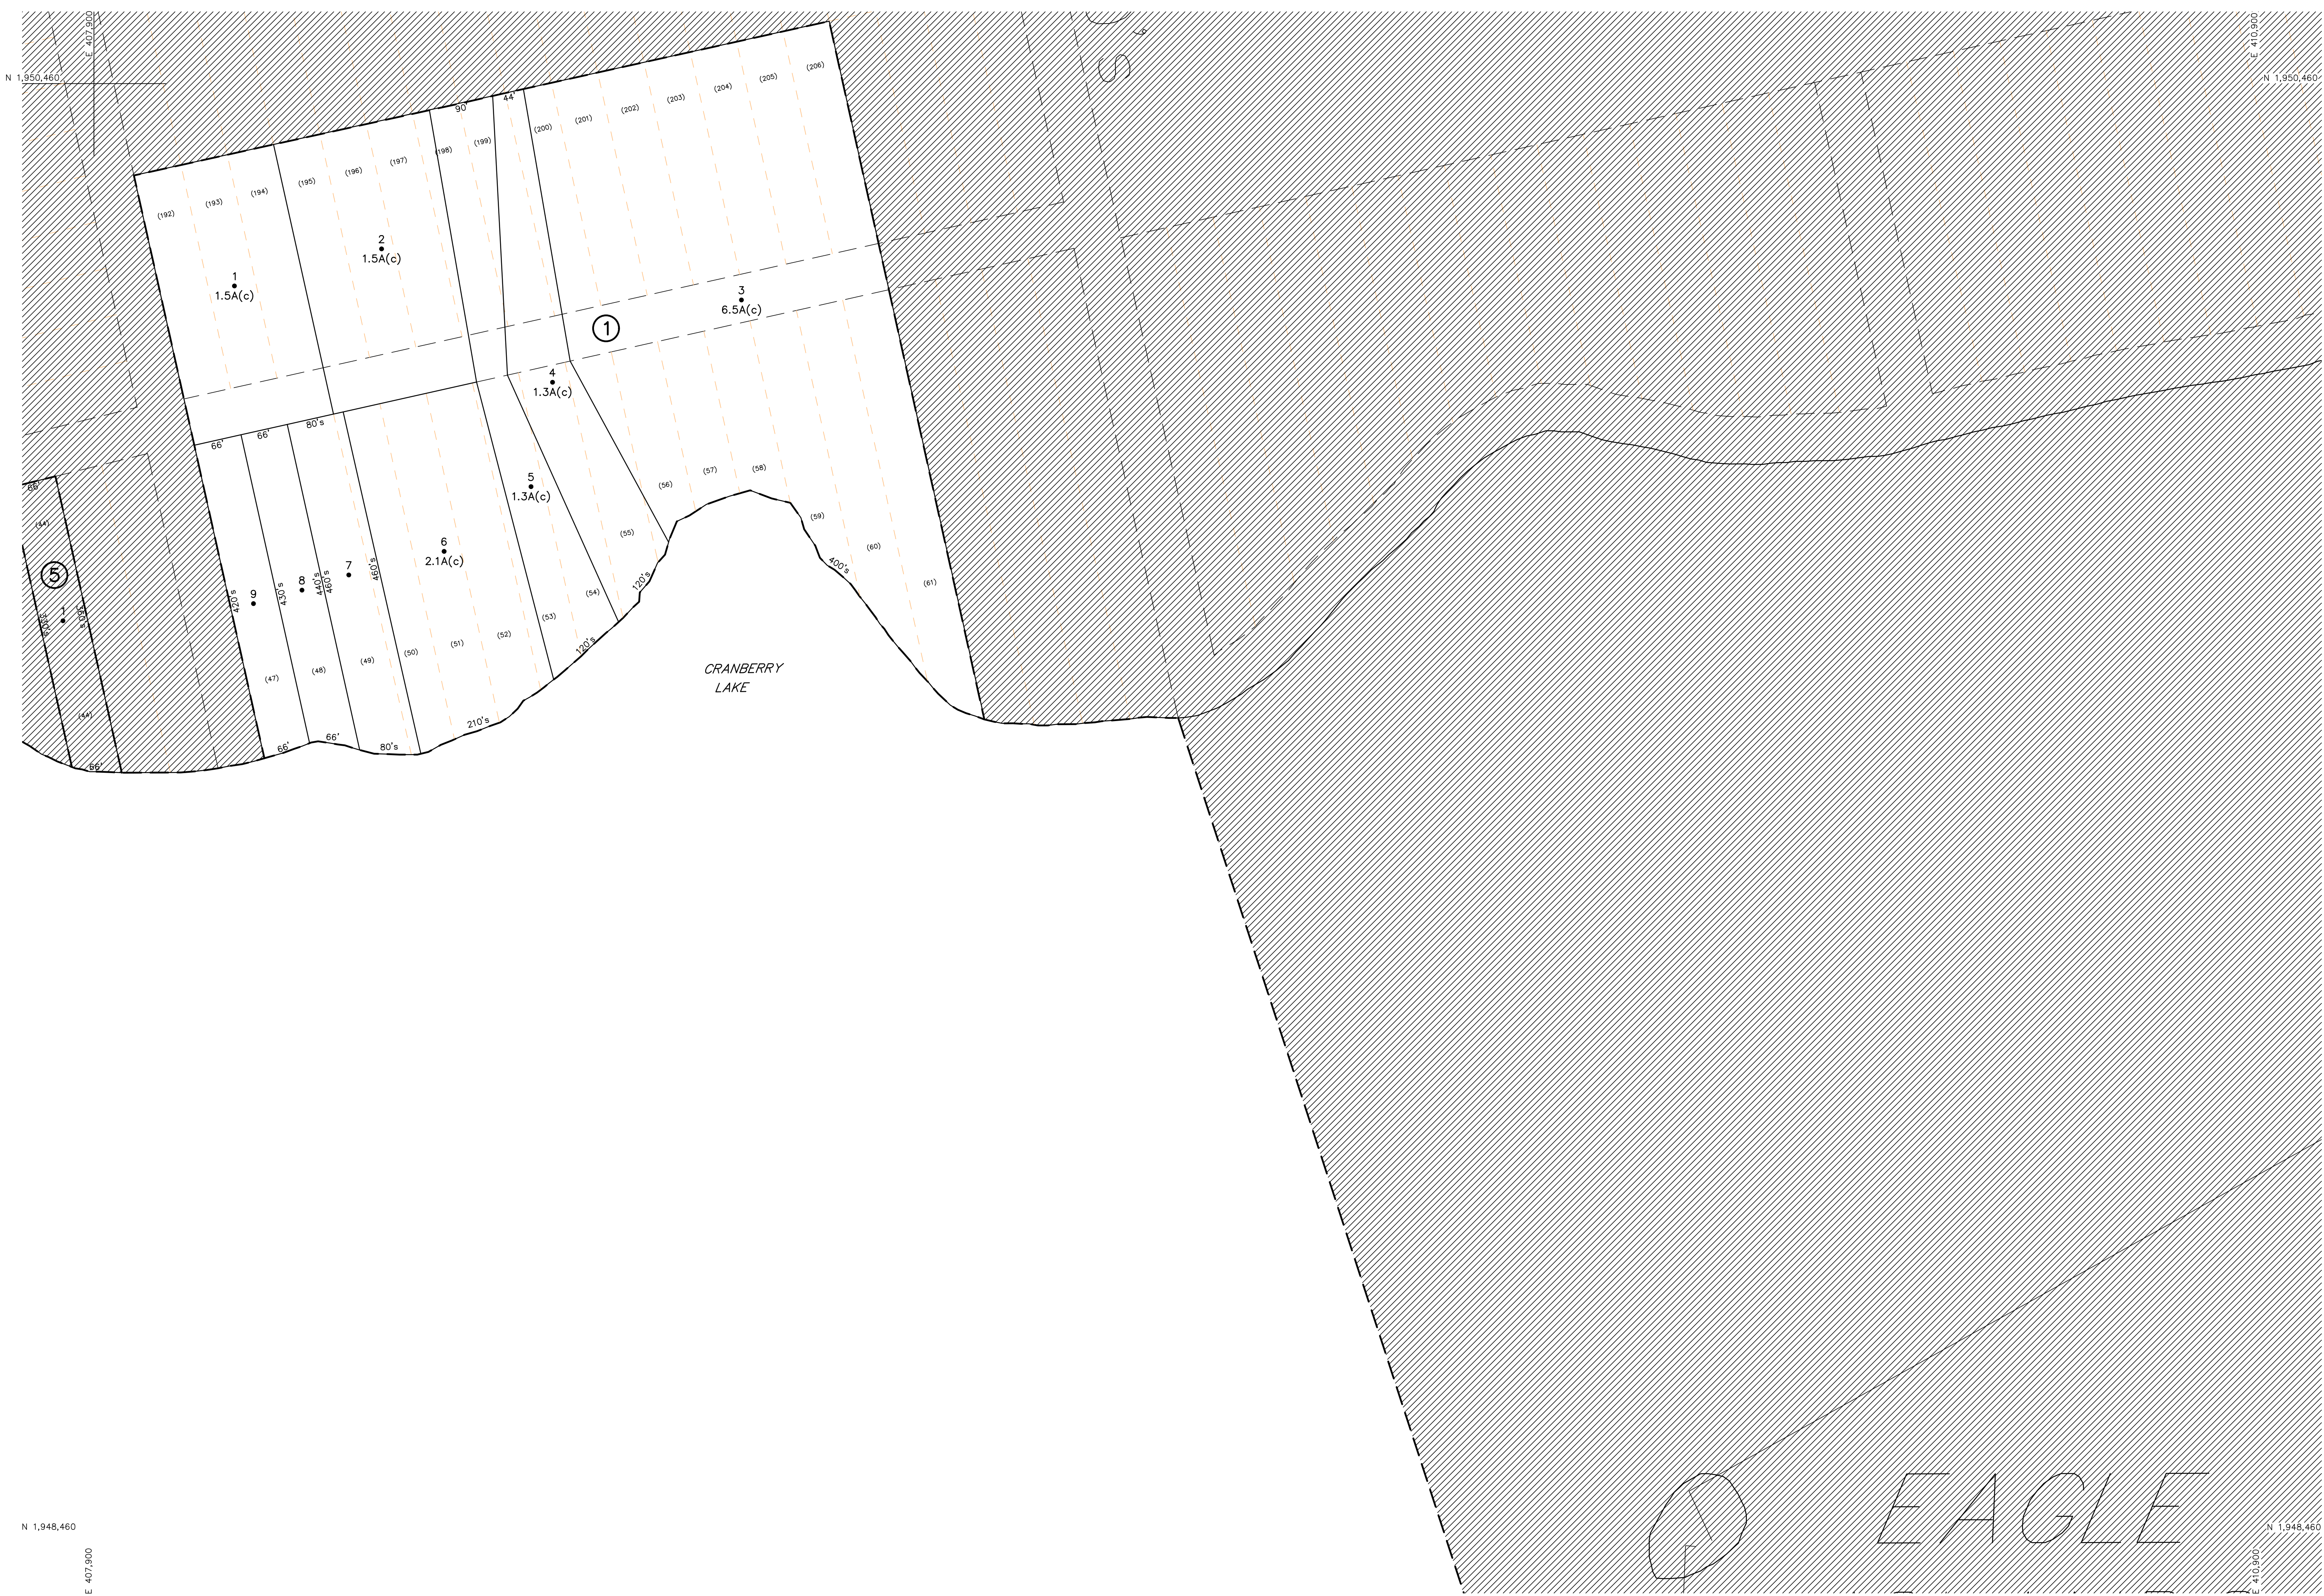 E 407,900
E 410,900
N 1,950,460
N 1,950,460
S
90'
44'
(192)
(193)
(194)
(195)
(196)
(197)
(198)
(199)
(200)
(201)
(202)
(203)
(204)
(205)
(206)
1
1.5A(c)
2
1.5A(c)
3
6.5A(c)
1
4
1.3A(c)
66'
66'
80's
5
1.3A(c)
(56)
(57)
(58)
(59)
(60)
(61)
(55)
(54)
(53)
(52)
(51)
(50)
(49)
(48)
(47)
66'
(44)
5
1
330's
360's
(44)
66'
420's
9
430's
8
440's
460's
7
460's
6
2.1A(c)
66'
66'
80's
210's
120's
120's
400's
CRANBERRY
LAKE
EAGLE
N 1,948,460
N 1,948,460
E 407,900
E 410,900